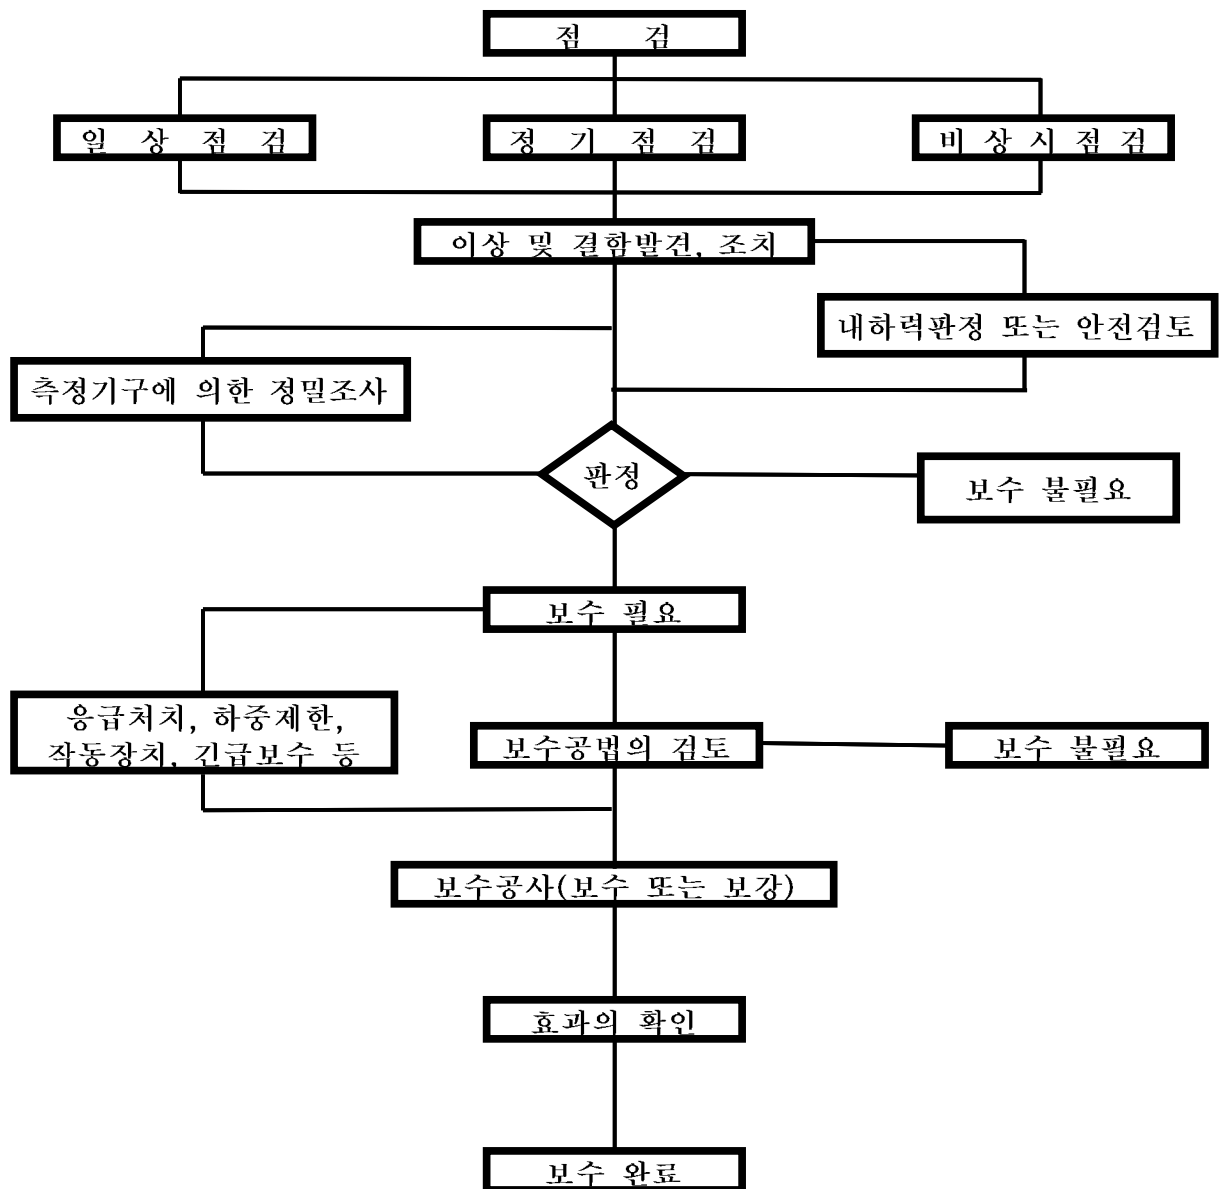 점 검
일 상 점 검
정 기 점 검
비 상 시 점 검
이상 및 결함발견, 조치
내하력판정 또는 안전검토
측정기구에 의한 정밀조사
판정
보수 불필요
보수 필요
응급처치, 하중제한,
작동장치, 긴급보수 등
보수공법의 검토
보수 불필요
보수공사(보수 또는 보강)
효과의 확인
보수 완료